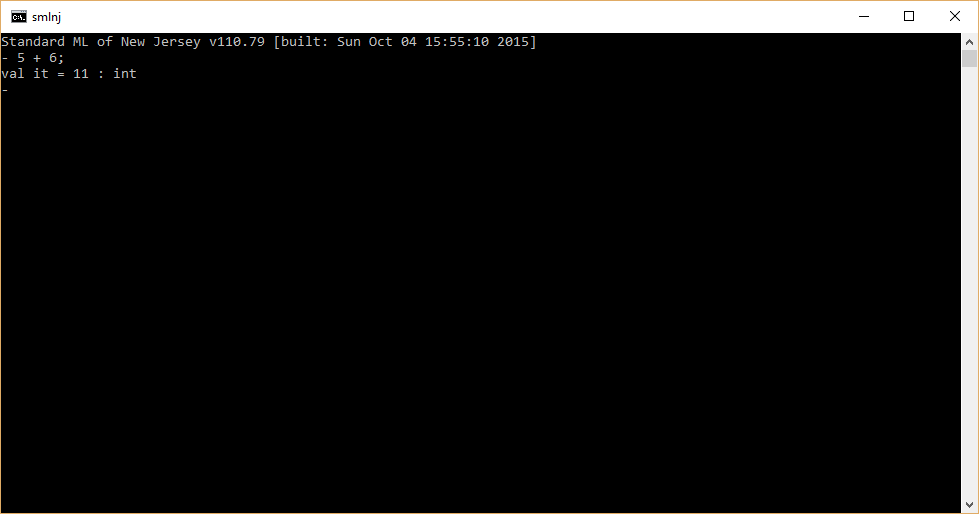 smlnj
Standard ML of New Jersey v110.79 [built: Sun Oct 04 15:55:10 2015]
- 5 + 6;
val it = 11 : int
-